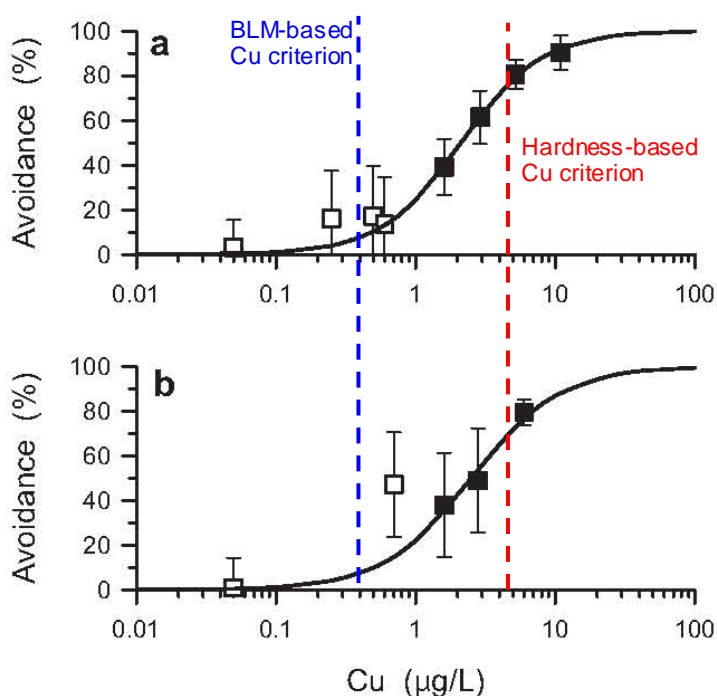 BLM-based
Cu criterion
a
Avoidance (%)
100
80
60
40
20
0
Hardness-based
Cu criterion
0.01 0.1 1 10 100
b
Avoidance (%)
100
80
60
40
20
0
0.01 0.1 1 10 100
Cu (µg/L)